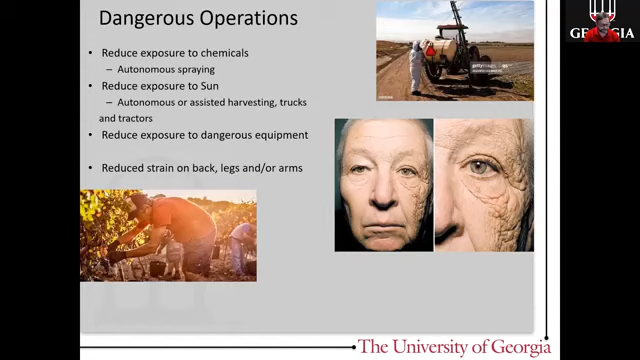 Dangerous Operations
• Reduce exposure to chemicals
– Autonomous spraying
• Reduce exposure to Sun
– Autonomous or assisted harvesting, trucks
and tractors
• Reduce exposure to dangerous equipment
• Reduced strain on back, legs and/or arms
gettyimages
The University of Georgia